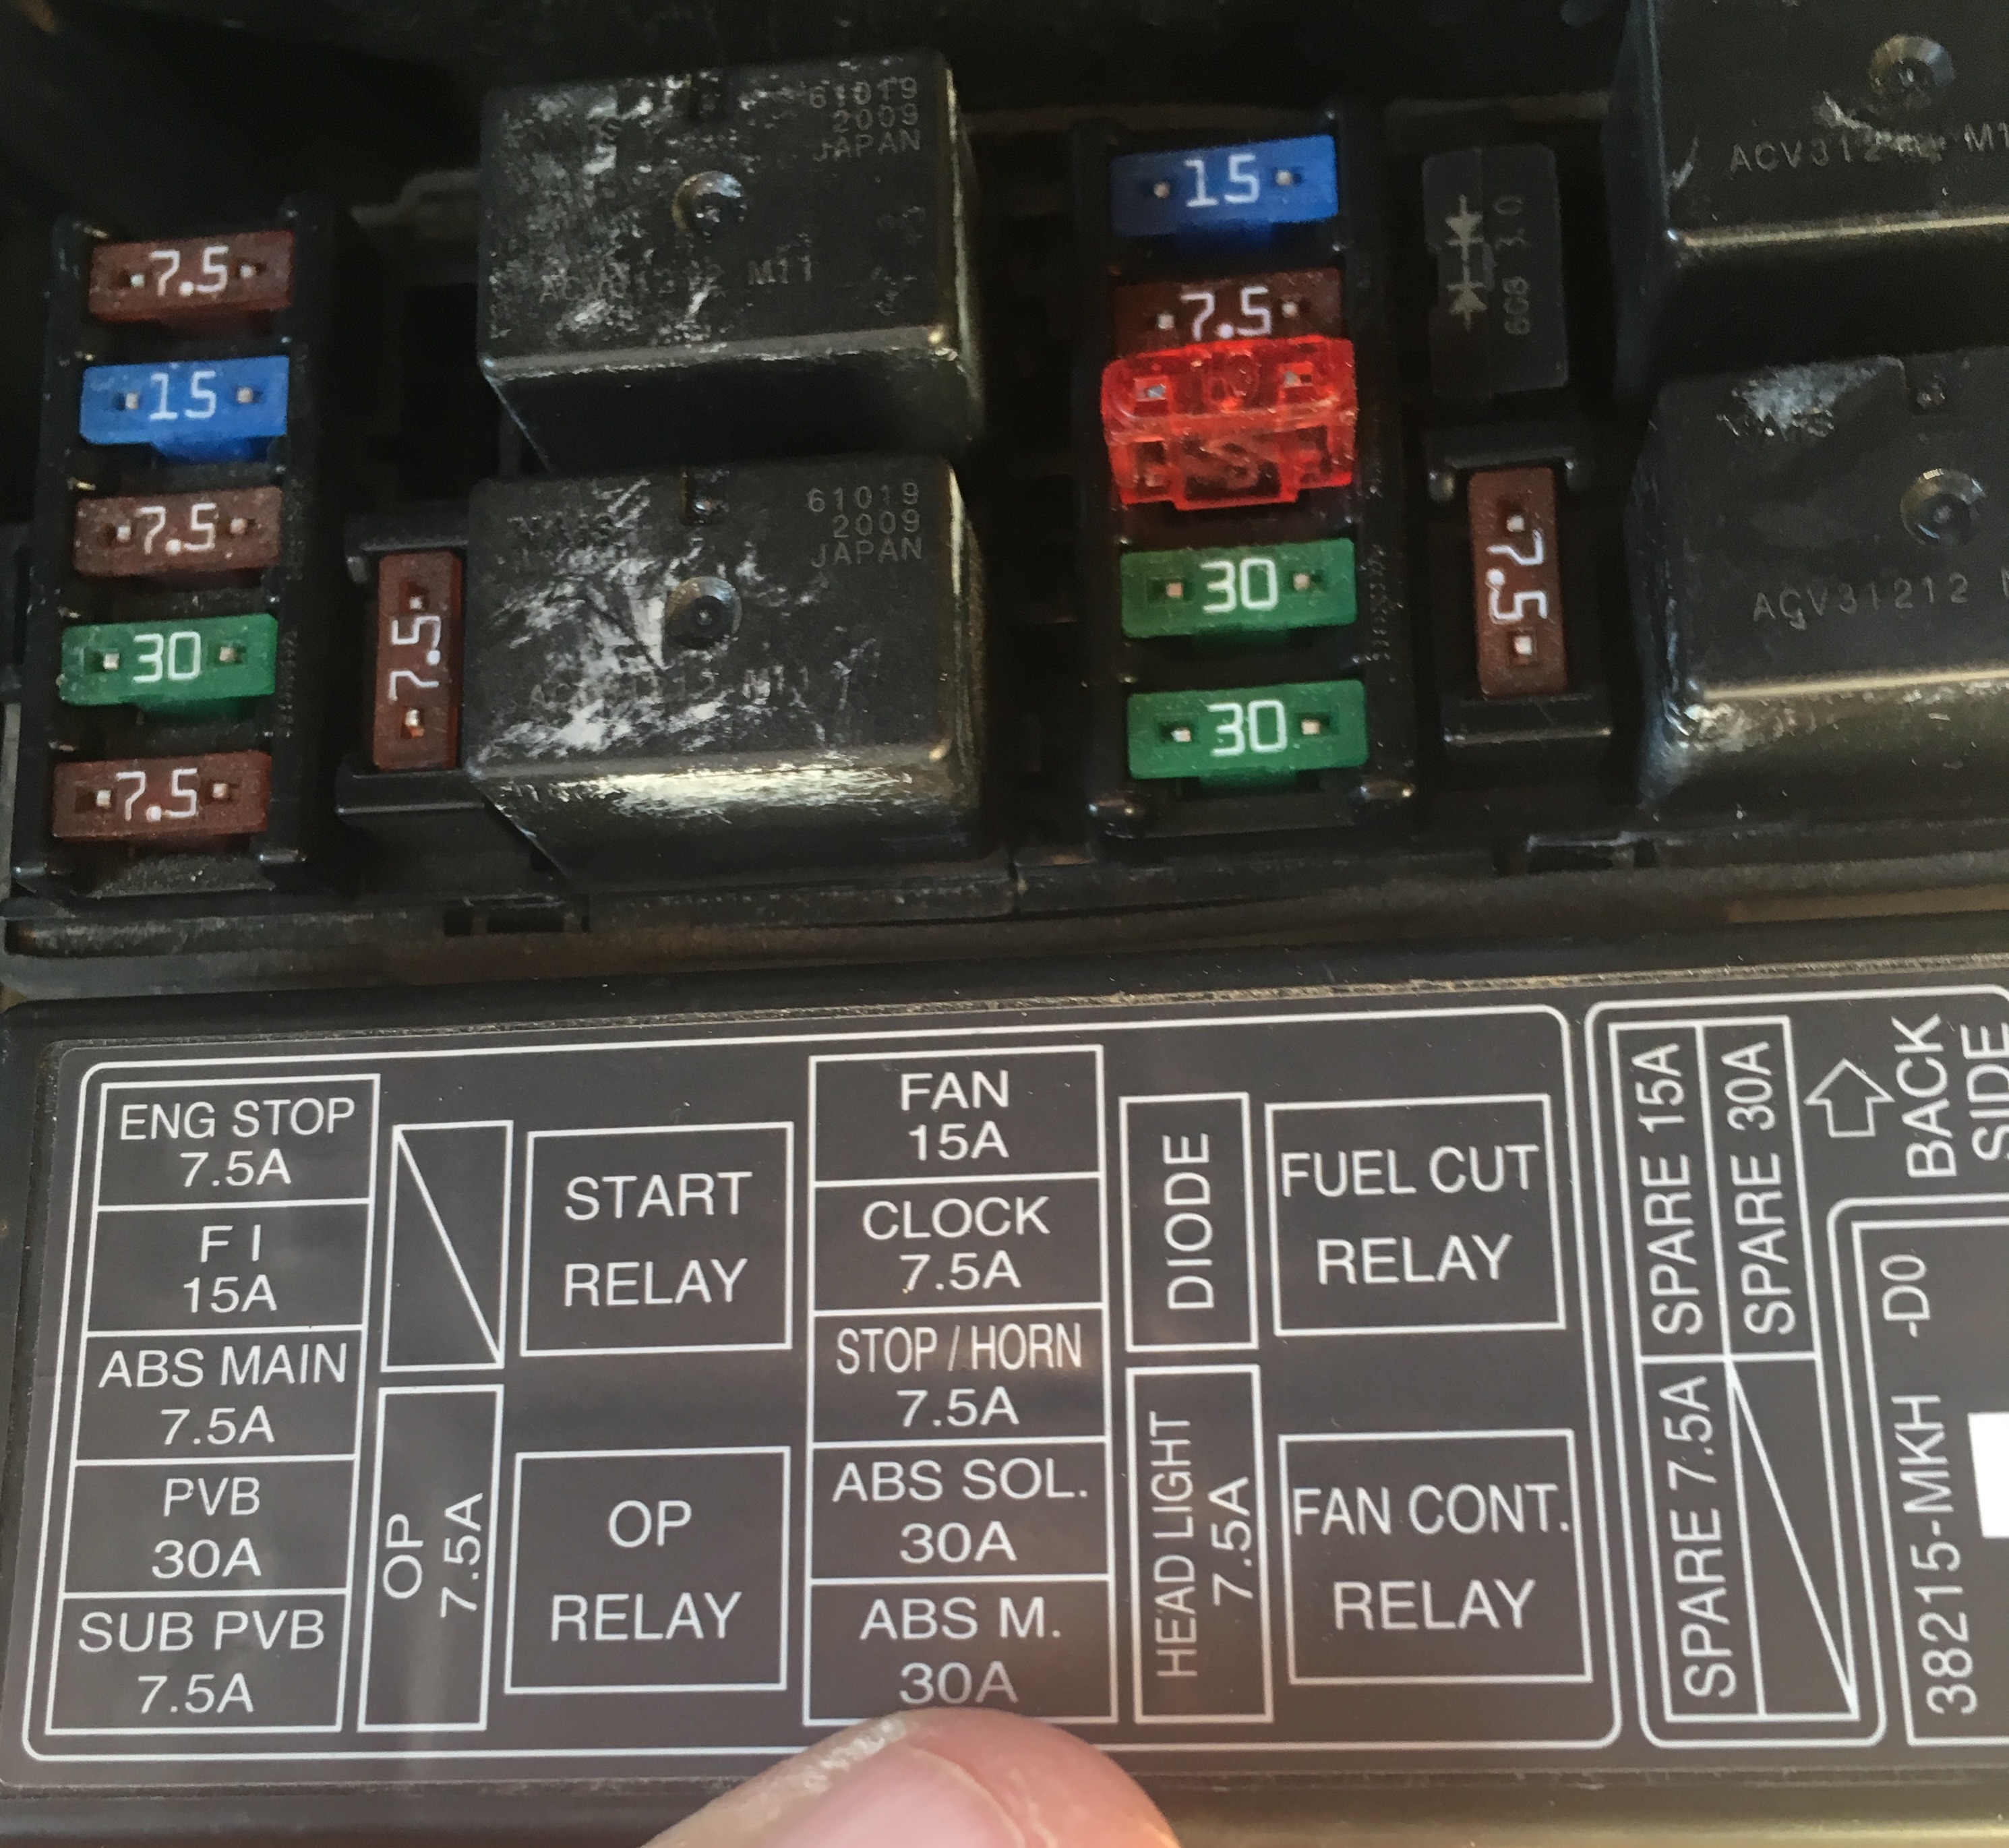 61019
2009
JAPAN
M11
7.5
15
7.5
30
7.5
7.5
61019
2009
JAPAN
M11
15
7.5
30
30
7.5
ACV31212
ENG STOP
7.5A
F I
15A
ABS MAIN
7.5A
PVB
30A
SUB PVB
7.5A
OP
7.5A
START
RELAY
OP
RELAY
FAN
15A
CLOCK
7.5A
STOP / HORN
7.5A
ABS SOL.
30A
ABS M.
30A
DIODE
HEAD LIGHT
7.5A
FUEL CUT
RELAY
FAN CONT.
RELAY
SPARE 15A
SPARE 30A
SPARE 7.5A
BACK
SIDE
38215-MKH -D0